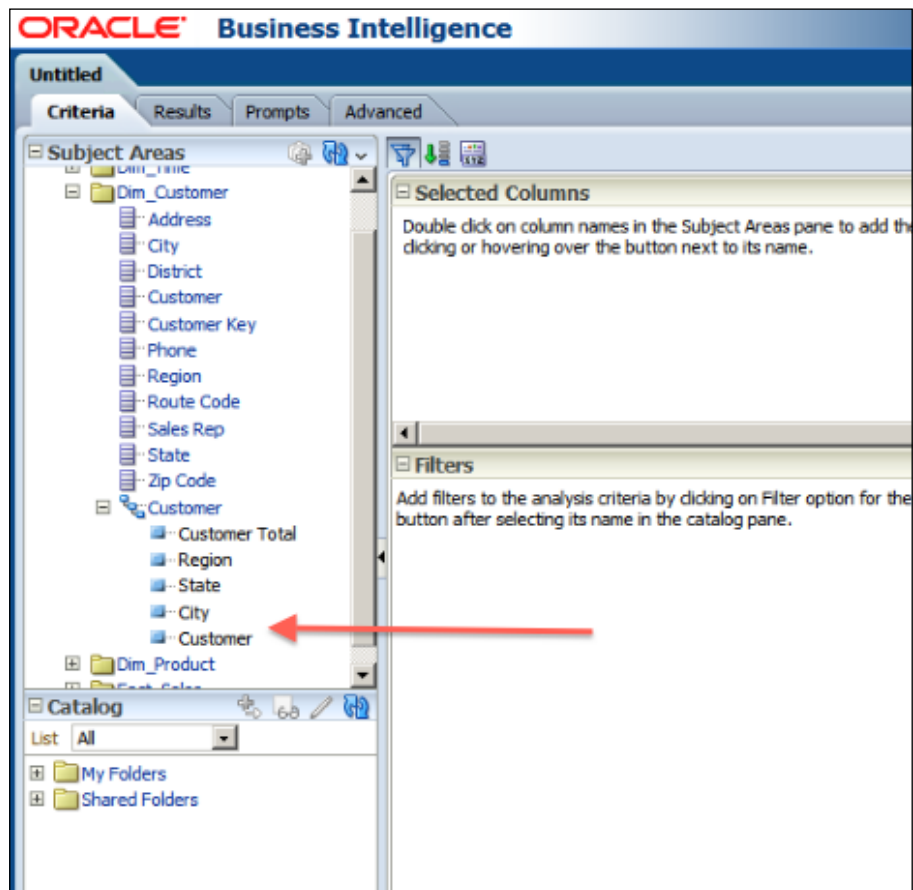 ORACLE Business Intelligence
Untitled
Criteria Results Prompts Advanced
Subject Areas
Dim_Time
Dim_Customer
Address
City
District
Customer
Customer Key
Phone
Region
Route Code
Sales Rep
State
Zip Code
Customer
Customer Total
Region
State
City
Customer
Dim_Product
Fact_Sales
Catalog
List All
My Folders
Shared Folders
Selected Columns
Double click on column names in the Subject Areas pane to add the
clicking or hovering over the button next to its name.
Filters
Add filters to the analysis criteria by clicking on Filter option for the
button after selecting its name in the catalog pane.